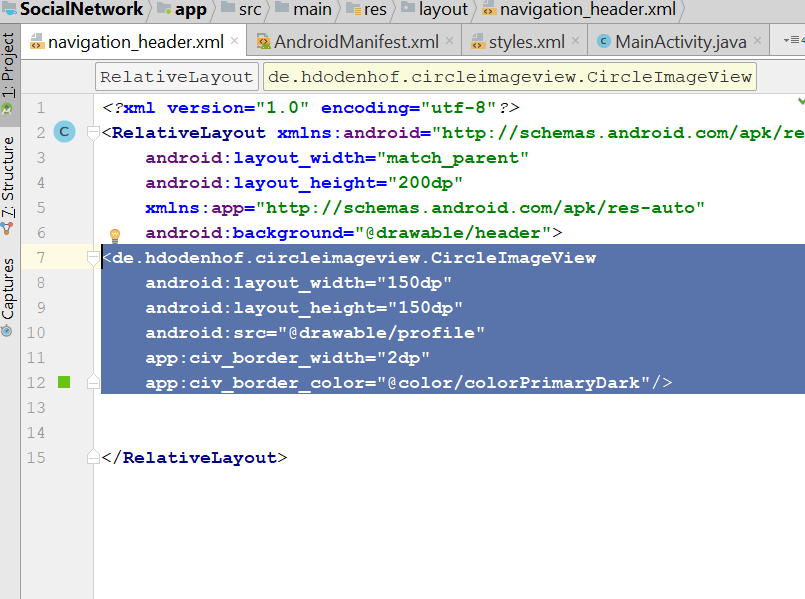 SocialNetwork app src main res layout navigation_header.xml
navigation_header.xml AndroidManifest.xml styles.xml MainActivity.java
1: Project
7: Structure
Captures
RelativeLayout de.hdodenhof.circleimageview.CircleImageView
1 <?xml version="1.0" encoding="utf-8"?>
2 <RelativeLayout xmlns:android="http://schemas.android.com/apk/re
3 android:layout_width="match_parent"
4 android:layout_height="200dp"
5 xmlns:app="http://schemas.android.com/apk/res-auto"
6 android:background="@drawable/header">
7 <de.hdodenhof.circleimageview.CircleImageView
8 android:layout_width="150dp"
9 android:layout_height="150dp"
10 android:src="@drawable/profile"
11 app:civ_border_width="2dp"
12 app:civ_border_color="@color/colorPrimaryDark"/>
13
14
15 </RelativeLayout>